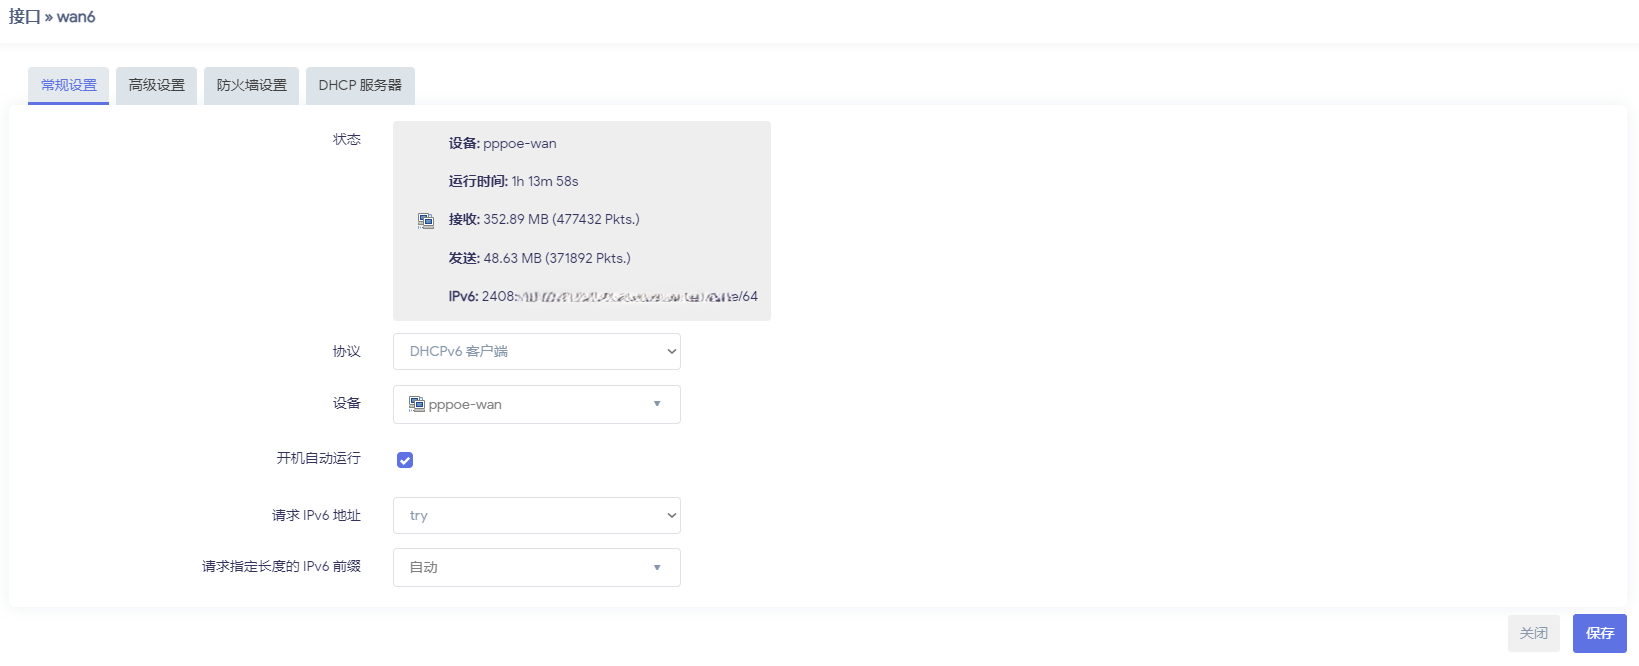 接口 » wan6
常规设置 高级设置 防火墙设置 DHCP 服务器
状态
设备: pppoe-wan
运行时间: 1h 13m 58s
接收: 352.89 MB (477432 Pkts.)
发送: 48.63 MB (371892 Pkts.)
IPv6: 2408: e/64
协议 DHCPv6 客户端
设备 pppoe-wan
开机自动运行
请求 IPv6 地址 try
请求指定长度的 IPv6 前缀 自动
关闭 保存